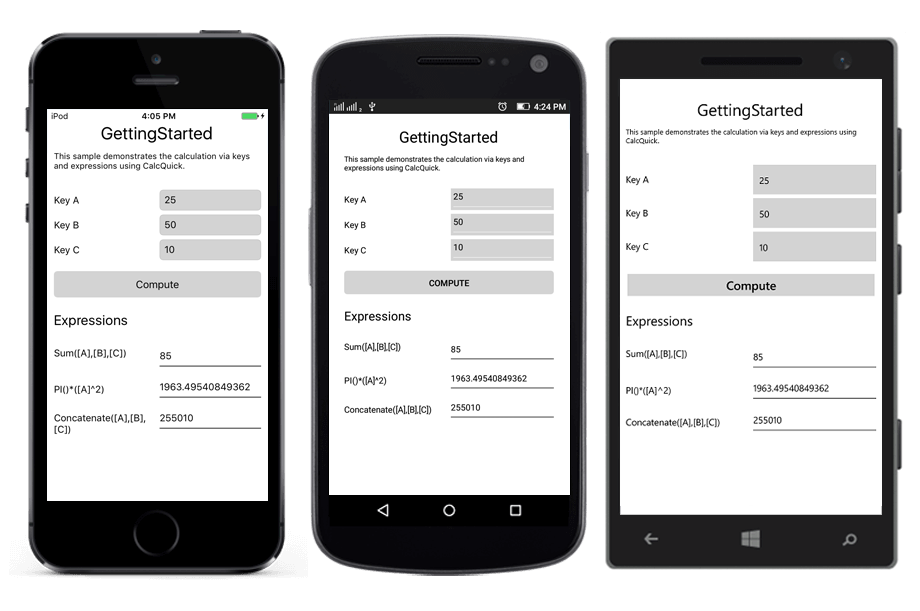 iPod 4:05 PM
GettingStarted
This sample demonstrates the calculation via keys
and expressions using CalcQuick.
Key A 25
Key B 50
Key C 10
Compute
Expressions
Sum([A],[B],[C]) 85
PI()*([A]^2) 1963.49540849362
Concatenate([A],[B],
[C]) 255010
4:24 PM
GettingStarted
This sample demonstrates the calculation via keys and
expressions using CalcQuick.
Key A 25
Key B 50
Key C 10
COMPUTE
Expressions
Sum([A],[B],[C]) 85
PI()*([A]^2) 1963.49540849362
Concatenate([A],[B],[C]) 255010
GettingStarted
This sample demonstrates the calculation via keys and expressions using
CalcQuick.
Key A 25
Key B 50
Key C 10
Compute
Expressions
Sum([A],[B],[C]) 85
PI()*([A]^2) 1963.49540849362
Concatenate([A],[B],[C]) 255010